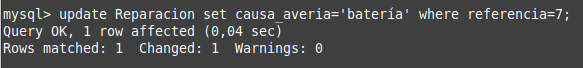 mysql> update Reparacion set causa_averia='batería' where referencia=7;
Query OK, 1 row affected (0,04 sec)
Rows matched: 1  Changed: 1  Warnings: 0